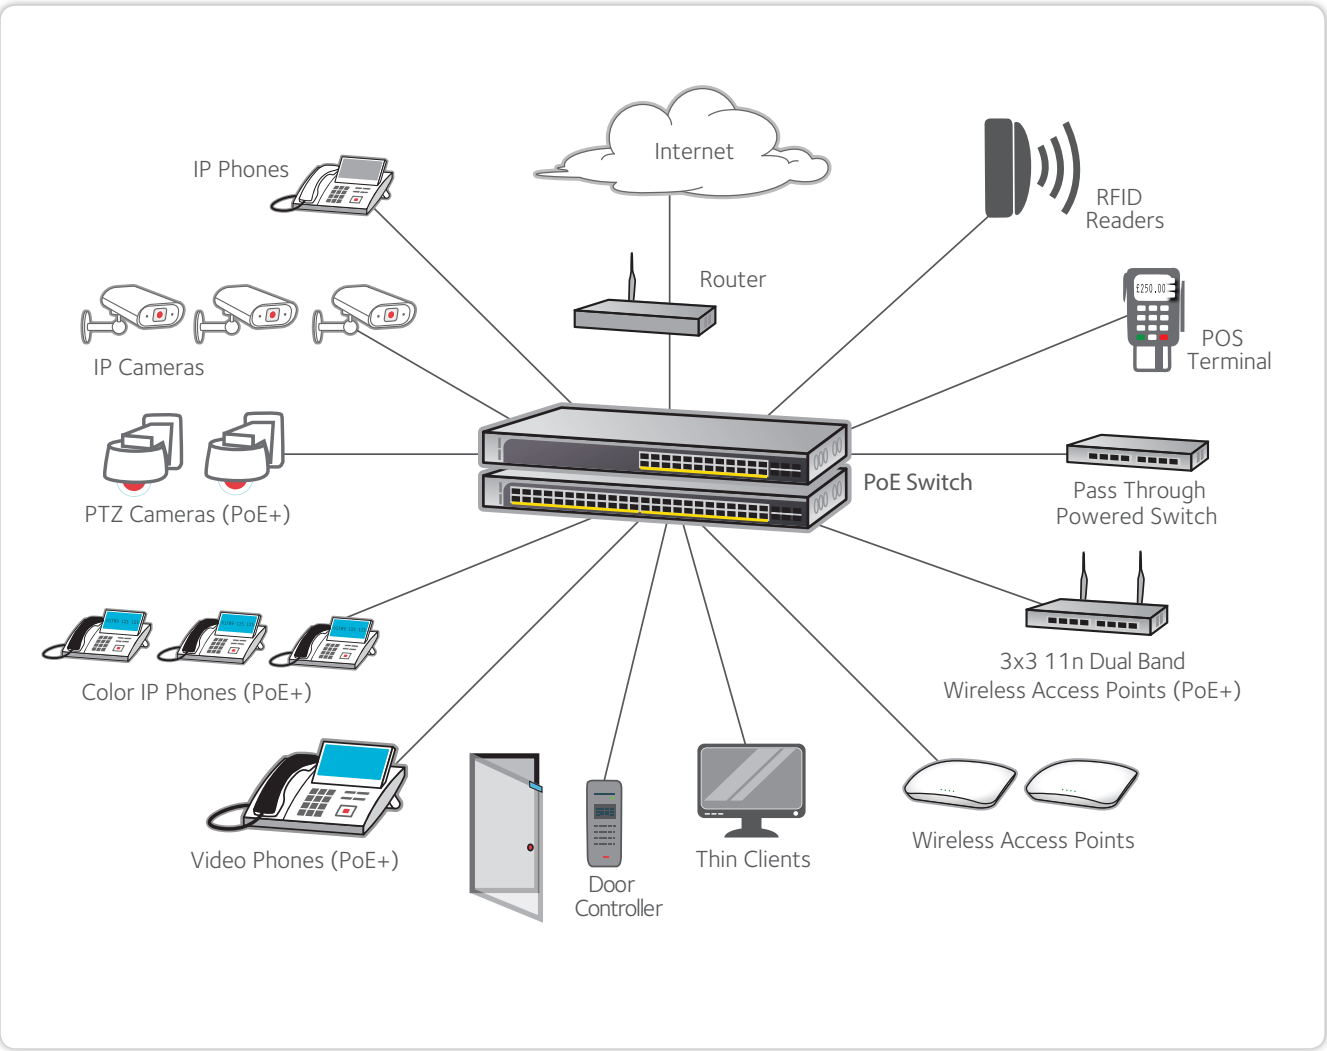 Internet
IP Phones
RFID
Readers
Router
£250.00
POS
Terminal
IP Cameras
PoE Switch
Pass Through
Powered Switch
PTZ Cameras (PoE+)
3x3 11n Dual Band
Wireless Access Points (PoE+)
Color IP Phones (PoE+)
Video Phones (PoE+)
Door
Controller
Thin Clients
Wireless Access Points